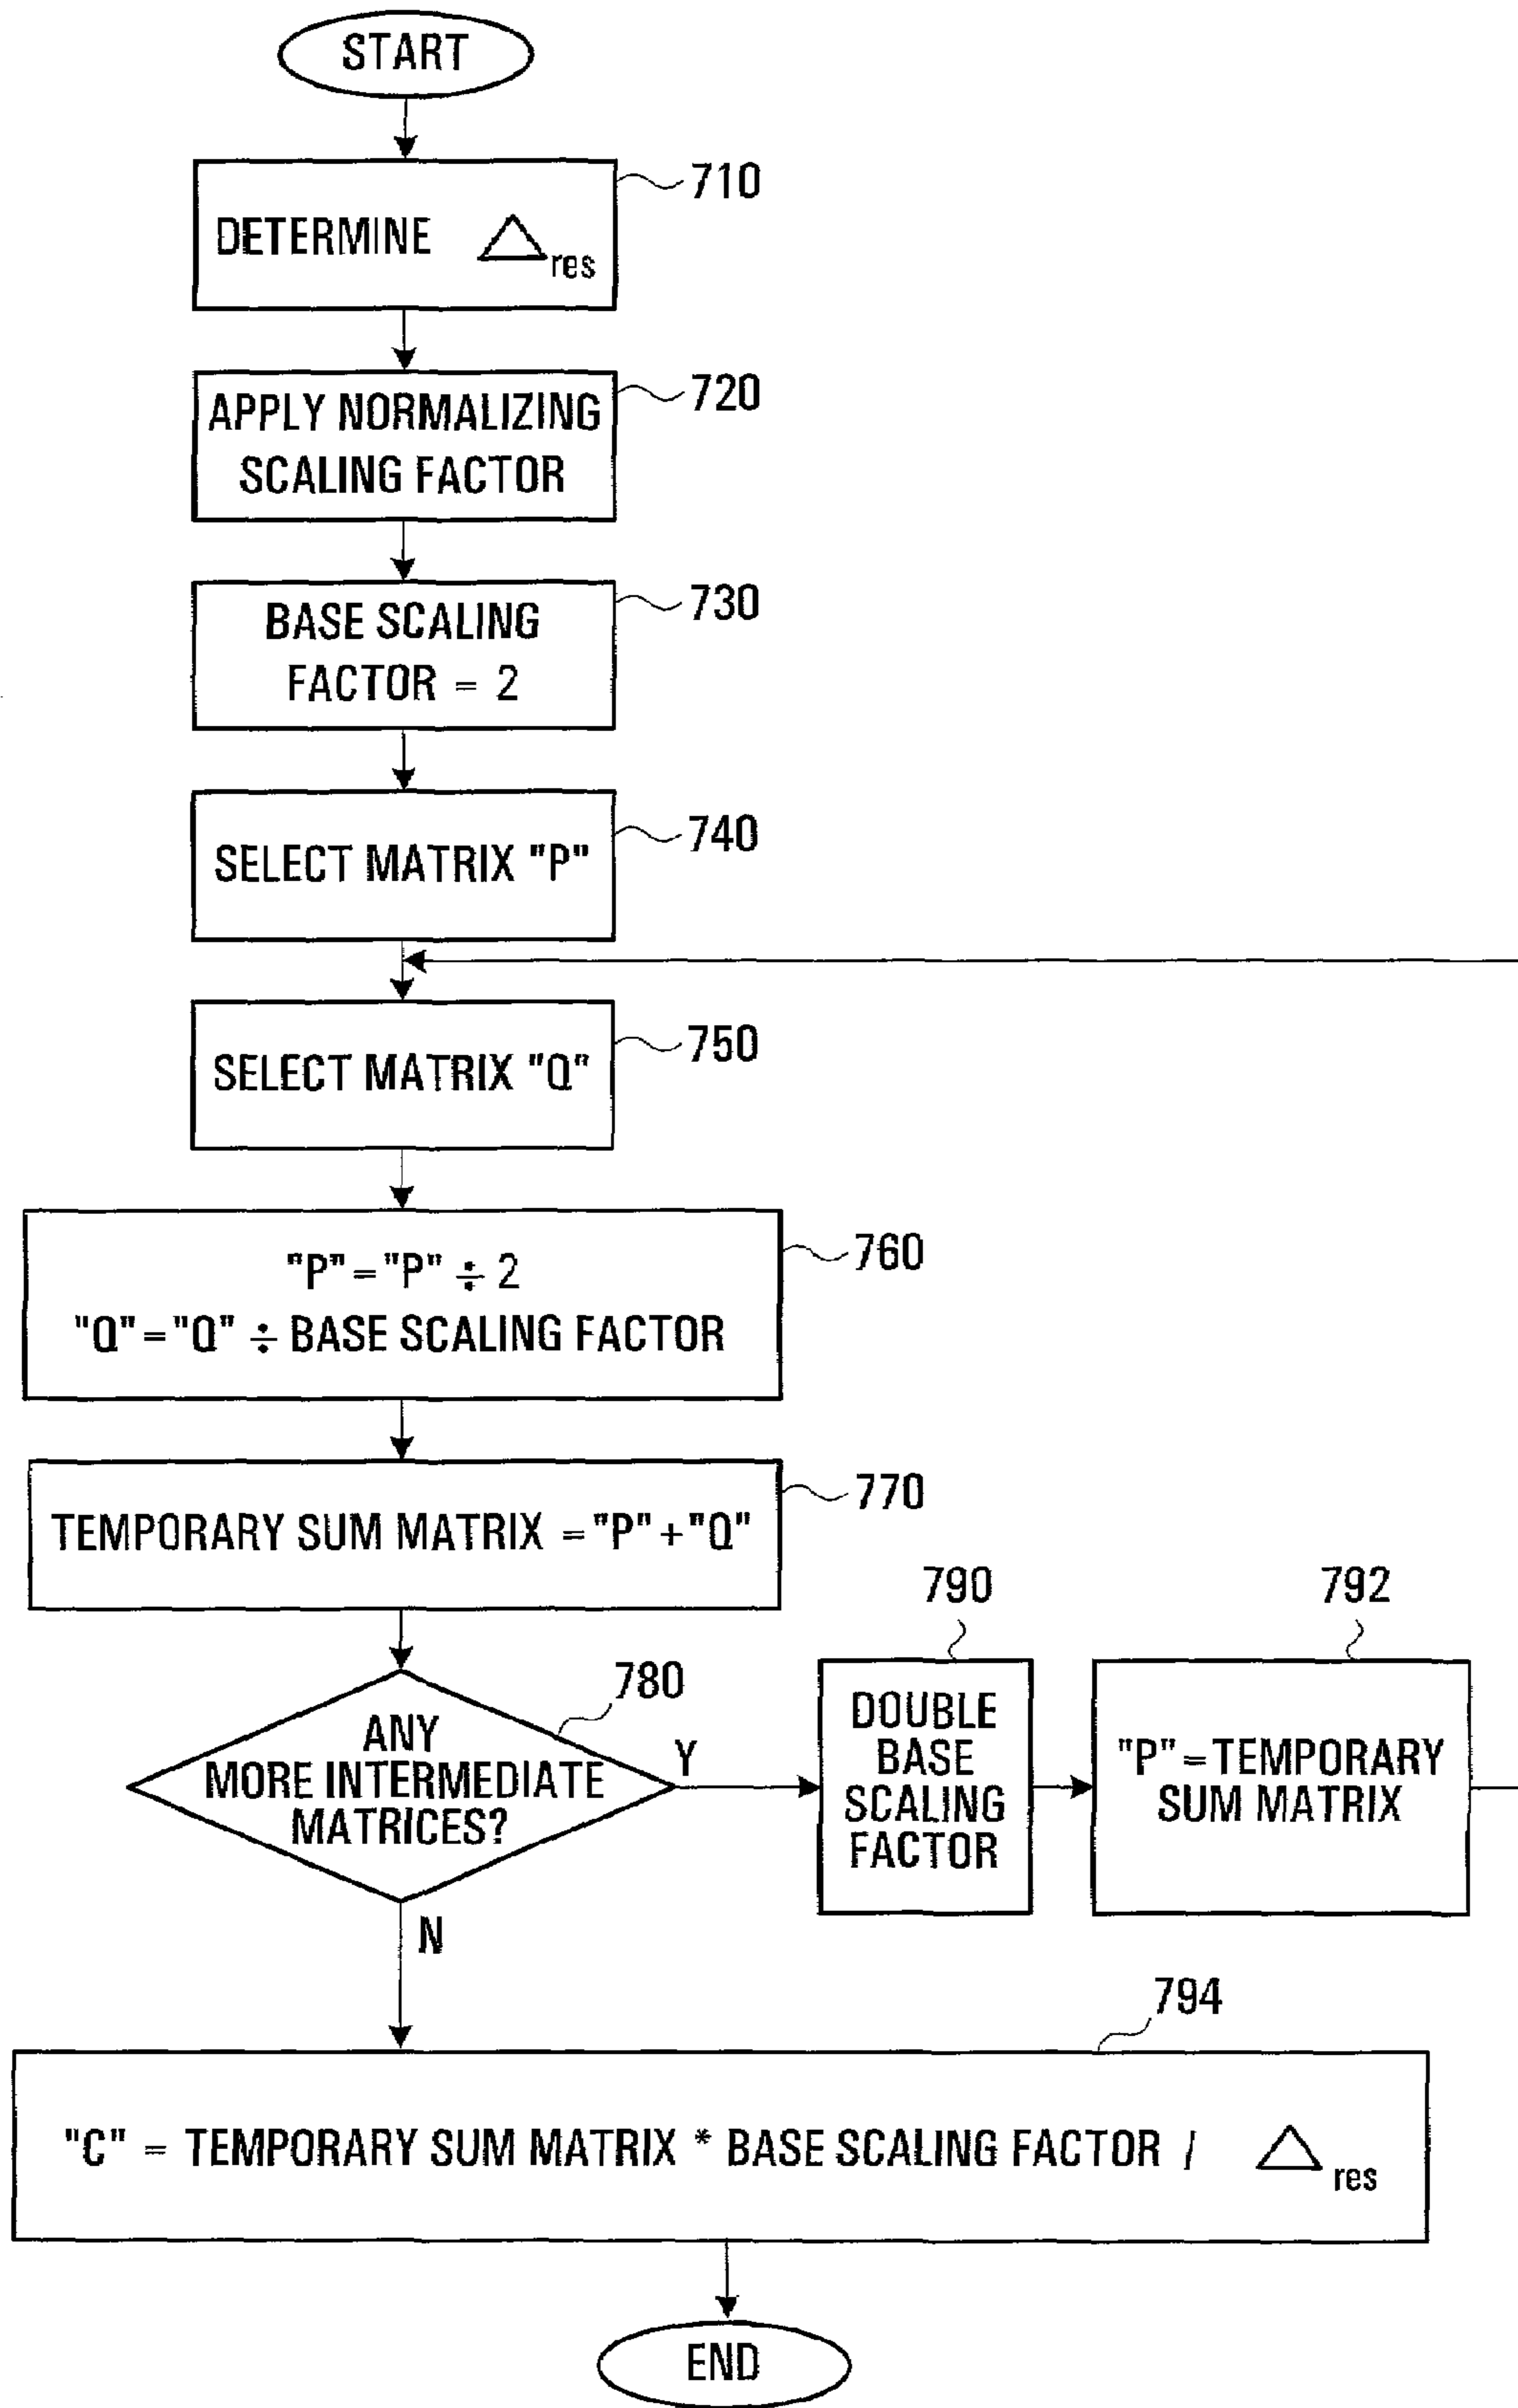 START
710
DETERMINE △res
720
APPLY NORMALIZING
SCALING FACTOR
730
BASE SCALING
FACTOR = 2
740
SELECT MATRIX "P"
750
SELECT MATRIX "Q"
760
"P" = "P" ÷ 2
"Q" = "Q" ÷ BASE SCALING FACTOR
770
TEMPORARY SUM MATRIX = "P" + "Q"
780
ANY
MORE INTERMEDIATE
MATRICES?
Y
N
790
DOUBLE
BASE
SCALING
FACTOR
792
"P" = TEMPORARY
SUM MATRIX
794
"C" = TEMPORARY SUM MATRIX * BASE SCALING FACTOR / △res
END